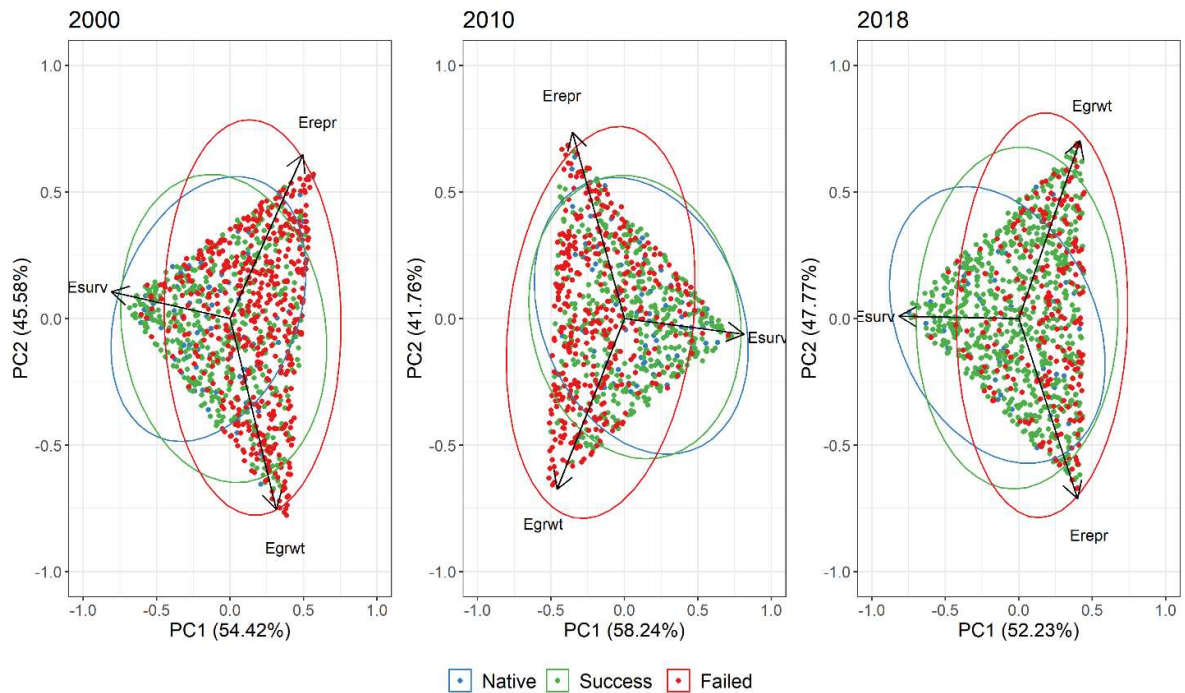 2000
2010
2018
PC2 (45.58%)
1.0
0.5
0.0
-0.5
-1.0
Erepr
Esurv
Egrwt
-1.0
-0.5
0.0
0.5
1.0
PC1 (54.42%)
PC2 (41.76%)
1.0
0.5
0.0
-0.5
-1.0
Erepr
Esurv
Egrwt
-1.0
-0.5
0.0
0.5
1.0
PC1 (58.24%)
PC2 (47.77%)
1.0
0.5
0.0
-0.5
-1.0
Egrwt
Esurv
Erepr
-1.0
-0.5
0.0
0.5
1.0
PC1 (52.23%)
Native
Success
Failed